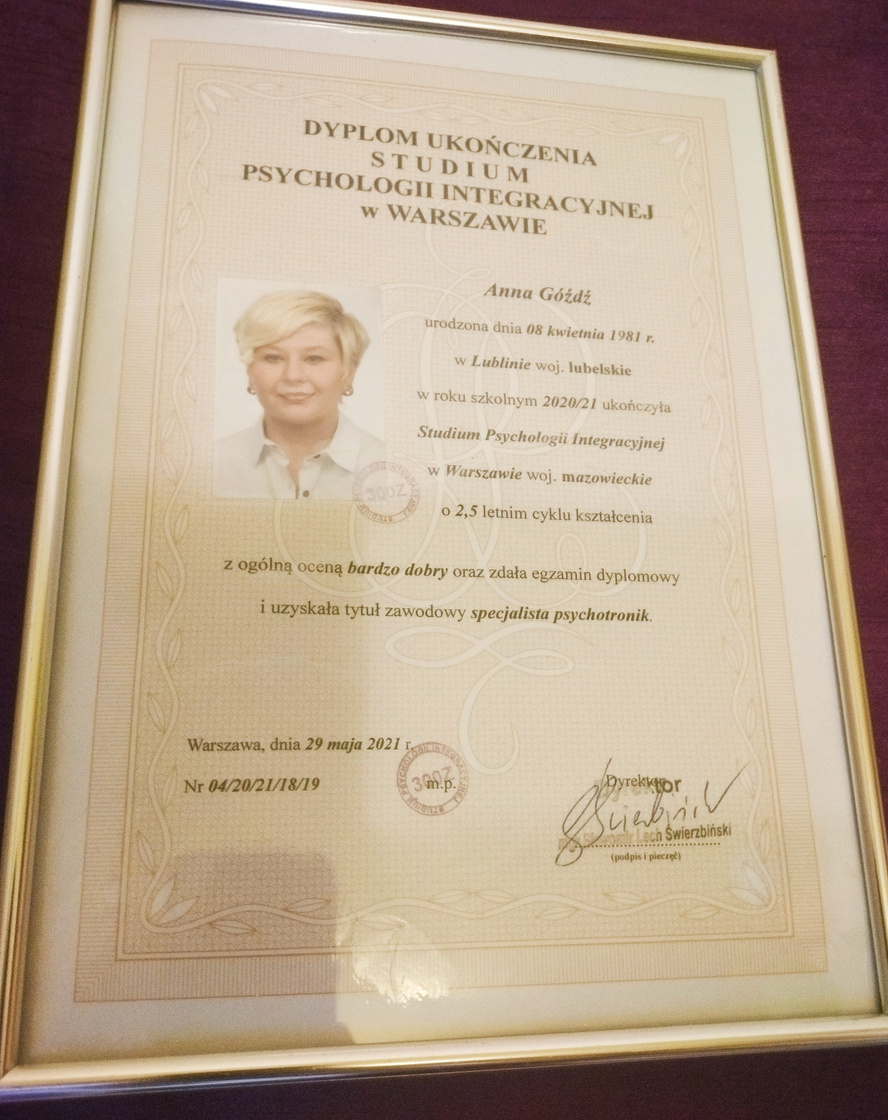 DYPLOM UKOŃCZENIA
STUDIUM
PSYCHOLOGII INTEGRACYJNEJ
w WARSZAWIE
Anna Góźdź
urodzona dnia 08 kwietnia 1981 r.
w Lublinie woj. lubelskie
w roku szkolnym 2020/21 ukończyła
Studium Psychologii Integracyjnej
w Warszawie woj. mazowieckie
o 2,5 letnim cyklu kształcenia
z ogólną oceną bardzo dobry oraz zdała egzamin dyplomowy
i uzyskała tytuł zawodowy specjalista psychotronik.
Warszawa, dnia 29 maja 2021 r.
Nr 04/20/21/18/19
m.p.
Dyrektor
Dyrektor
Lech Świerzbiński
(podpis i pieczęć)